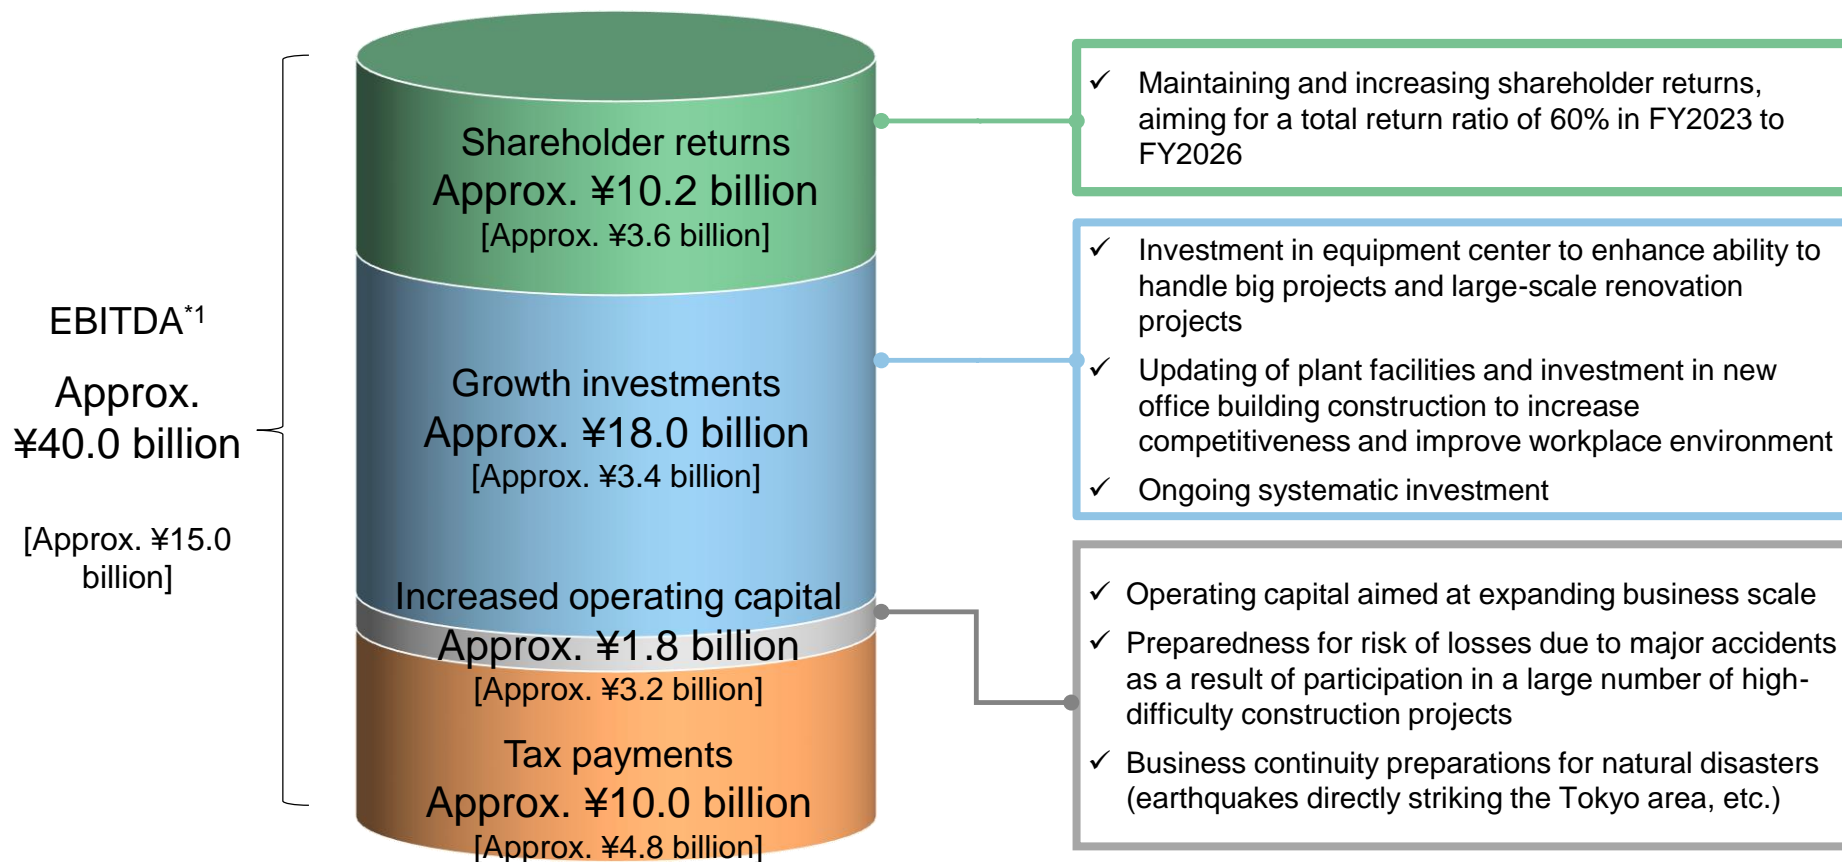 EBITDA*1
Approx.
¥40.0 billion
[Approx. ¥15.0
billion]
Shareholder returns
Approx. ¥10.2 billion
[Approx. ¥3.6 billion]
Growth investments
Approx. ¥18.0 billion
[Approx. ¥3.4 billion]
Increased operating capital
Approx. ¥1.8 billion
[Approx. ¥3.2 billion]
Tax payments
Approx. ¥10.0 billion
[Approx. ¥4.8 billion]
✓ Maintaining and increasing shareholder returns,
aiming for a total return ratio of 60% in FY2023 to
FY2026
✓ Investment in equipment center to enhance ability to
handle big projects and large-scale renovation
projects
✓ Updating of plant facilities and investment in new
office building construction to increase
competitiveness and improve workplace environment
✓ Ongoing systematic investment
✓ Operating capital aimed at expanding business scale
✓ Preparedness for risk of losses due to major accidents
as a result of participation in a large number of high-
difficulty construction projects
✓ Business continuity preparations for natural disasters
(earthquakes directly striking the Tokyo area, etc.)